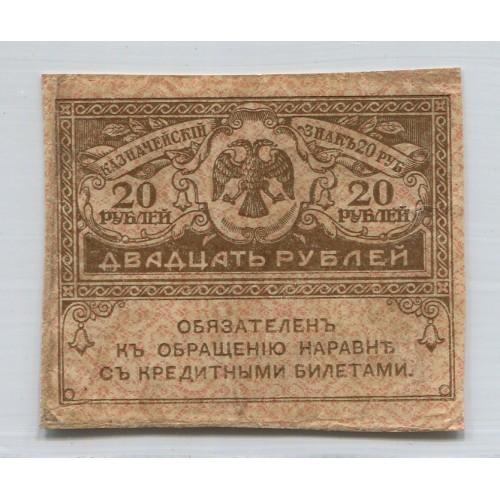 КАЗНАЧЕЙСКІЙ ЗНАКЪ 20 РУБ.
20 РУБЛЕЙ
20 РУБЛЕЙ
ДВАДЦАТЬ РУБЛЕЙ
ОБЯЗАТЕЛЕНЪ
КЪ ОБРАЩЕНІЮ НАРАВНѢ
СЪ КРЕДИТНЫМИ БИЛЕТАМИ.